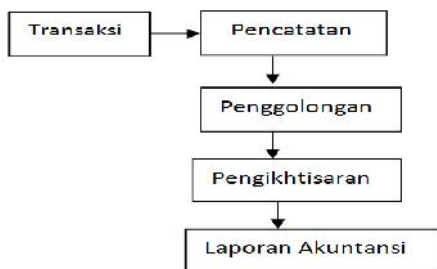 Transaksi
Pencatatan
Penggolongan
Pengikhtisaran
Laporan Akuntansi